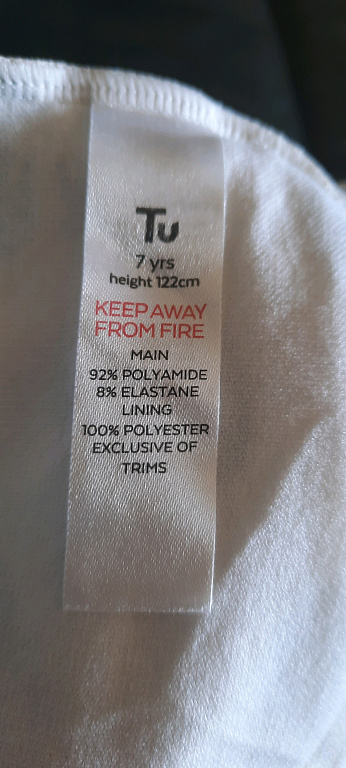 Tu
7 yrs
height 122cm
KEEP AWAY
FROM FIRE
MAIN
92% POLYAMIDE
8% ELASTANE
LINING
100% POLYESTER
EXCLUSIVE OF
TRIMS